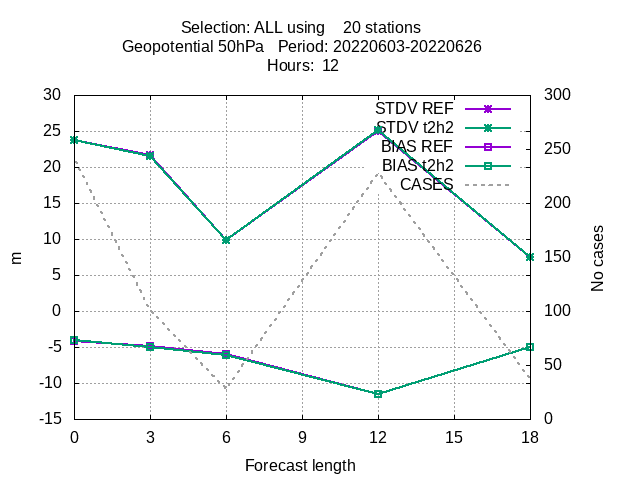 Selection: ALL using    20 stations
Geopotential 50hPa   Period: 20220603-20220626
Hours:  12
30
25
20
15
10
5
0
-5
-10
-15
300
250
200
150
100
50
0
STDV REF
STDV t2h2
BIAS REF
BIAS t2h2
CASES
m
No cases
0 3 6 9 12 15 18
Forecast length